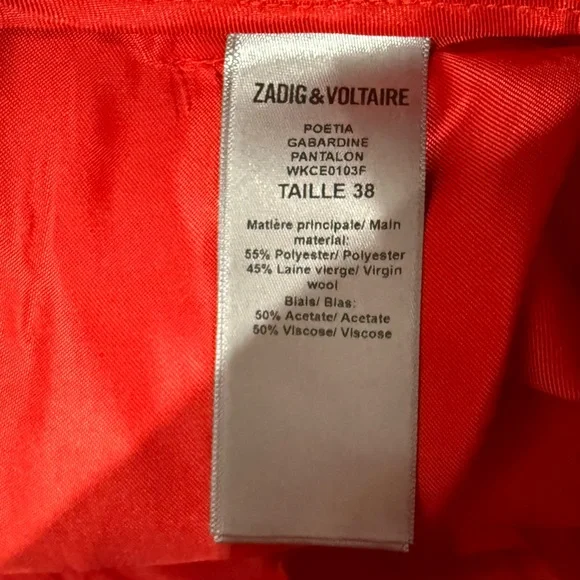 ZADIG & VOLTAIRE
POETIA
GABARDINE
PANTALON
WKCE0103F
TAILLE 38
Matière principale/ Main
material:
55% Polyester/ Polyester
45% Laine vierge/ Virgin
wool
Biais/ Bias:
50% Acetate/ Acetate
50% Viscose/ Viscose